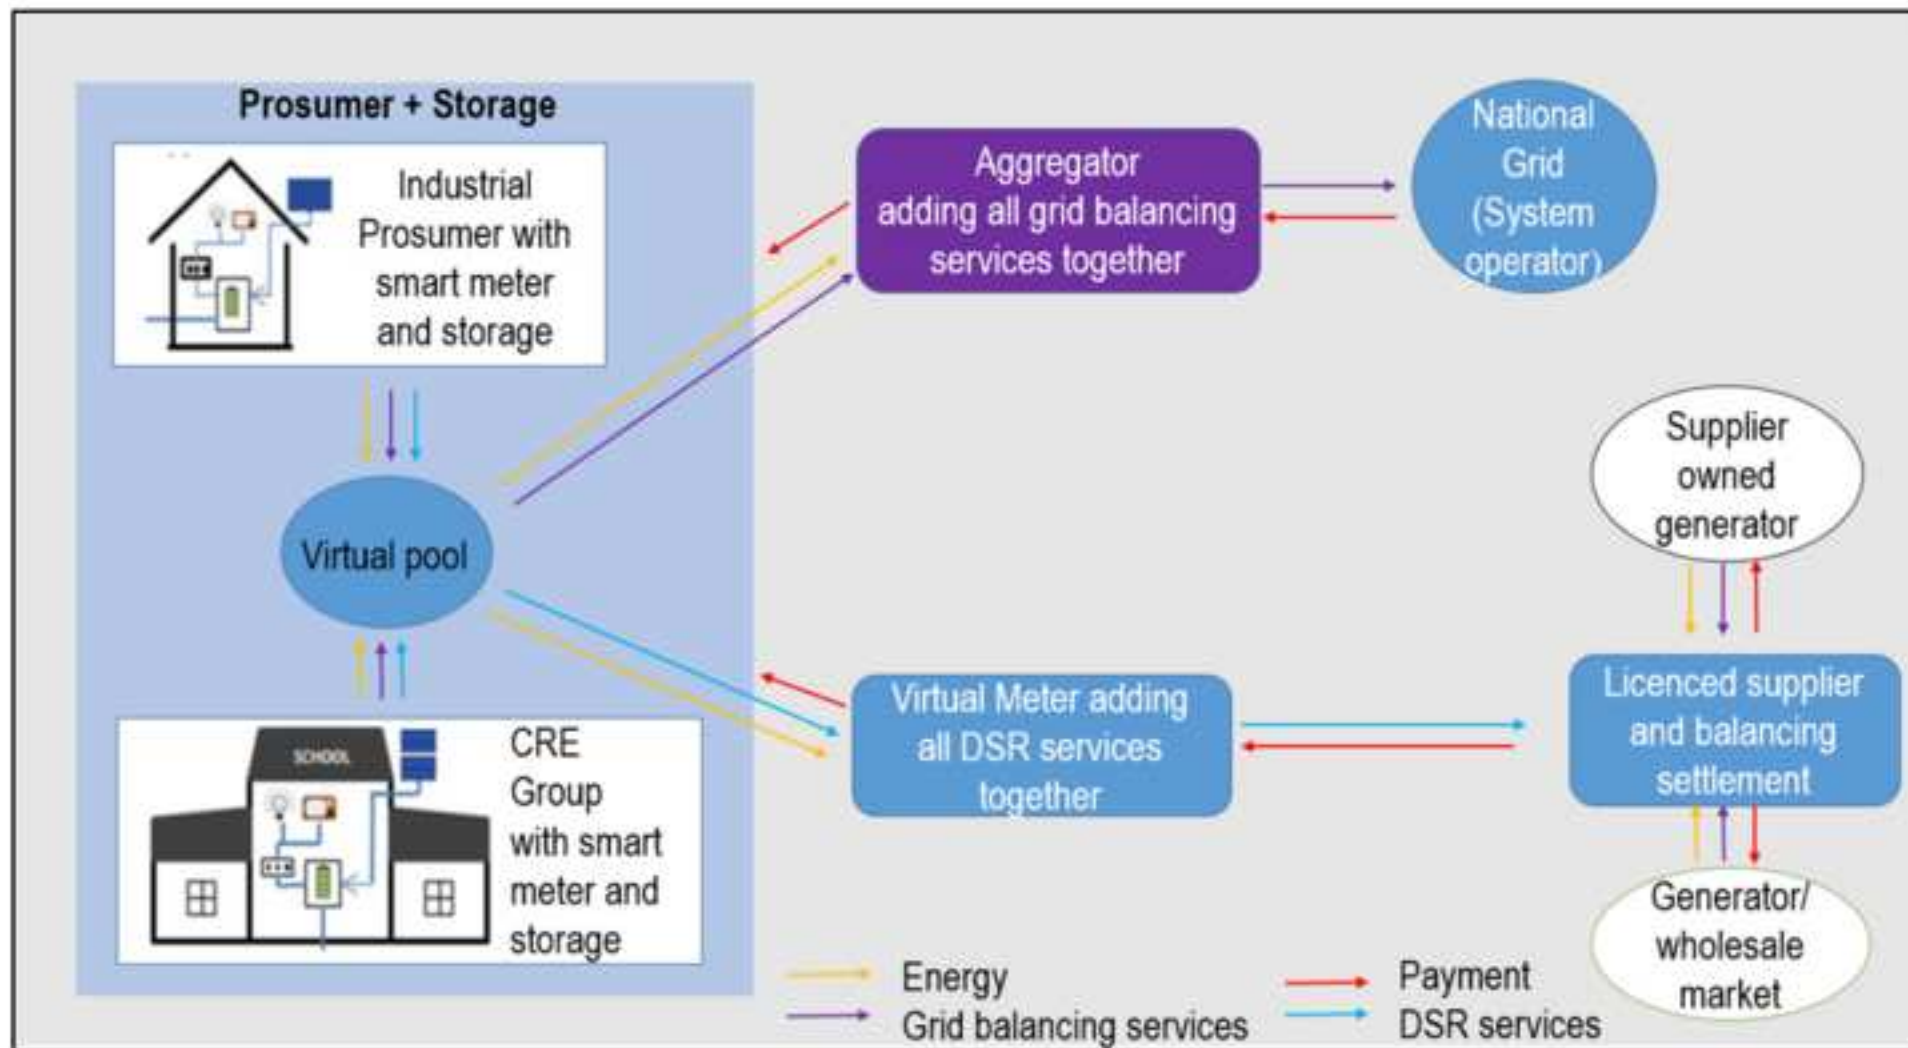 Prosumer + Storage
Industrial
Prosumer with
smart meter
and storage
Virtual pool
SCHOOL
CRE
Group
with smart
meter and
storage
Aggregator
adding all grid balancing
services together
National
Grid
(System
operator)
Virtual Meter adding
all DSR services
together
Supplier
owned
generator
Licenced supplier
and balancing
settlement
Generator/
wholesale
market
Energy
Grid balancing services
Payment
DSR services